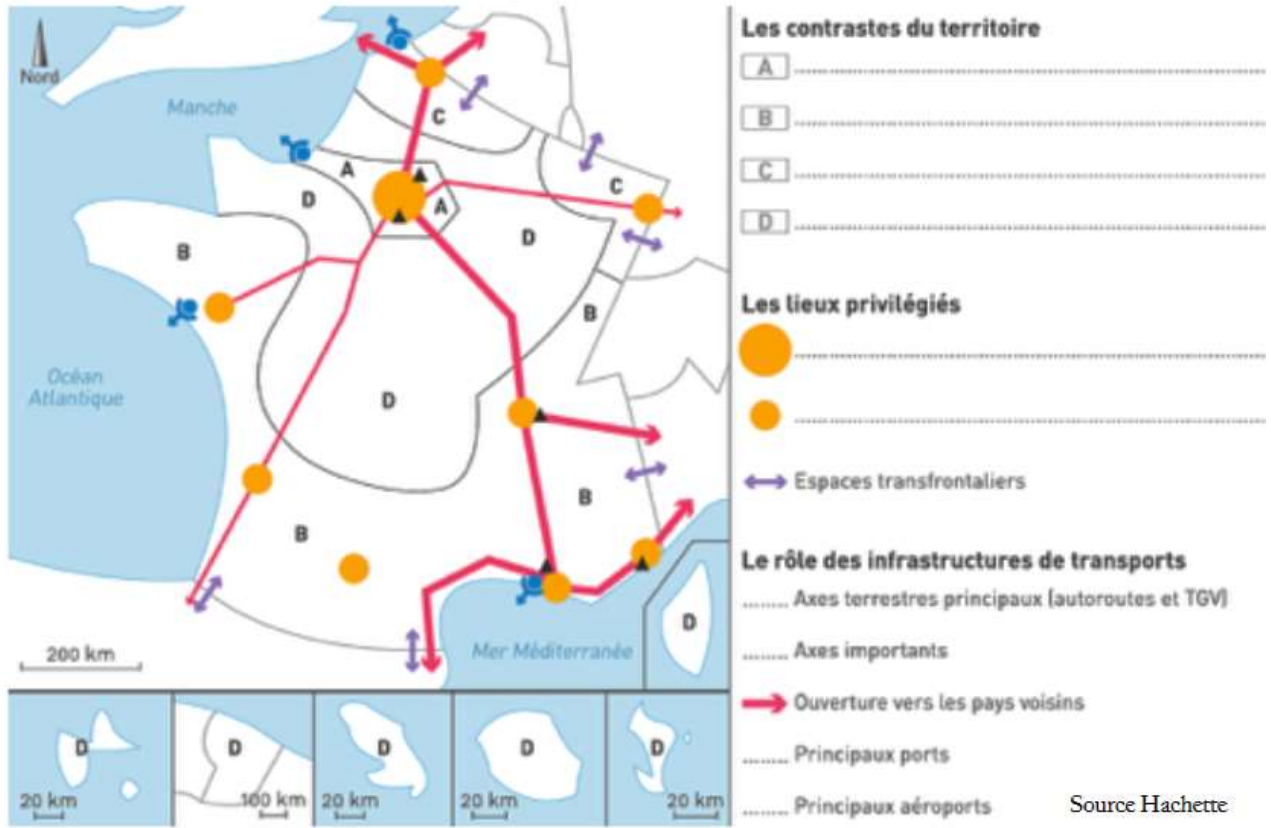 Nord
Manche
Océan
Atlantique
Mer Méditerranée
200 km
C
A
A
C
D
D
B
B
D
B
B
D
D
20 km
D
100 km
D
20 km
D
20 km
D
20 km
Les contrastes du territoire
A ........................
B ........................
C ........................
D ........................
Les lieux privilégiés
........................
........................
Espaces transfrontaliers
Le rôle des infrastructures de transports
........ Axes terrestres principaux (autoroutes et TGV)
........ Axes importants
Ouverture vers les pays voisins
........ Principaux ports
........ Principaux aéroports
Source Hachette